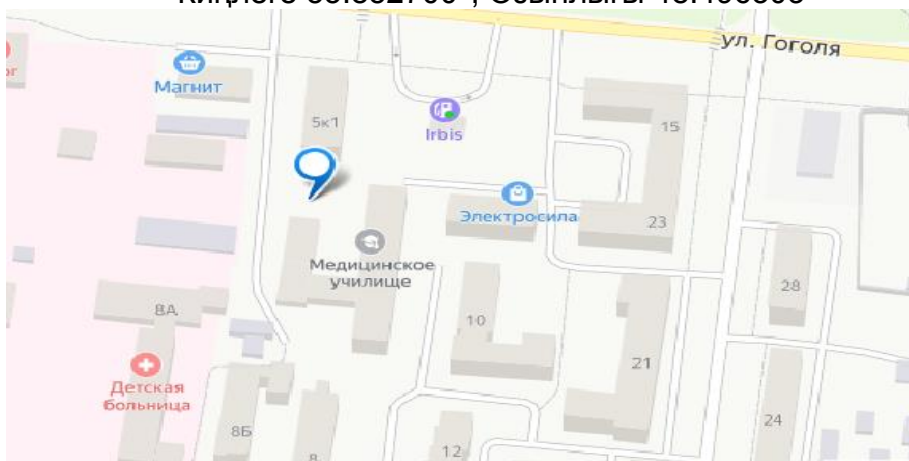 ул. Гоголя
Магнит
5к1
Irbis
15
Электросила
23
Медицинское
училище
28
8А
10
21
Детская
больница
24
8Б
8
12